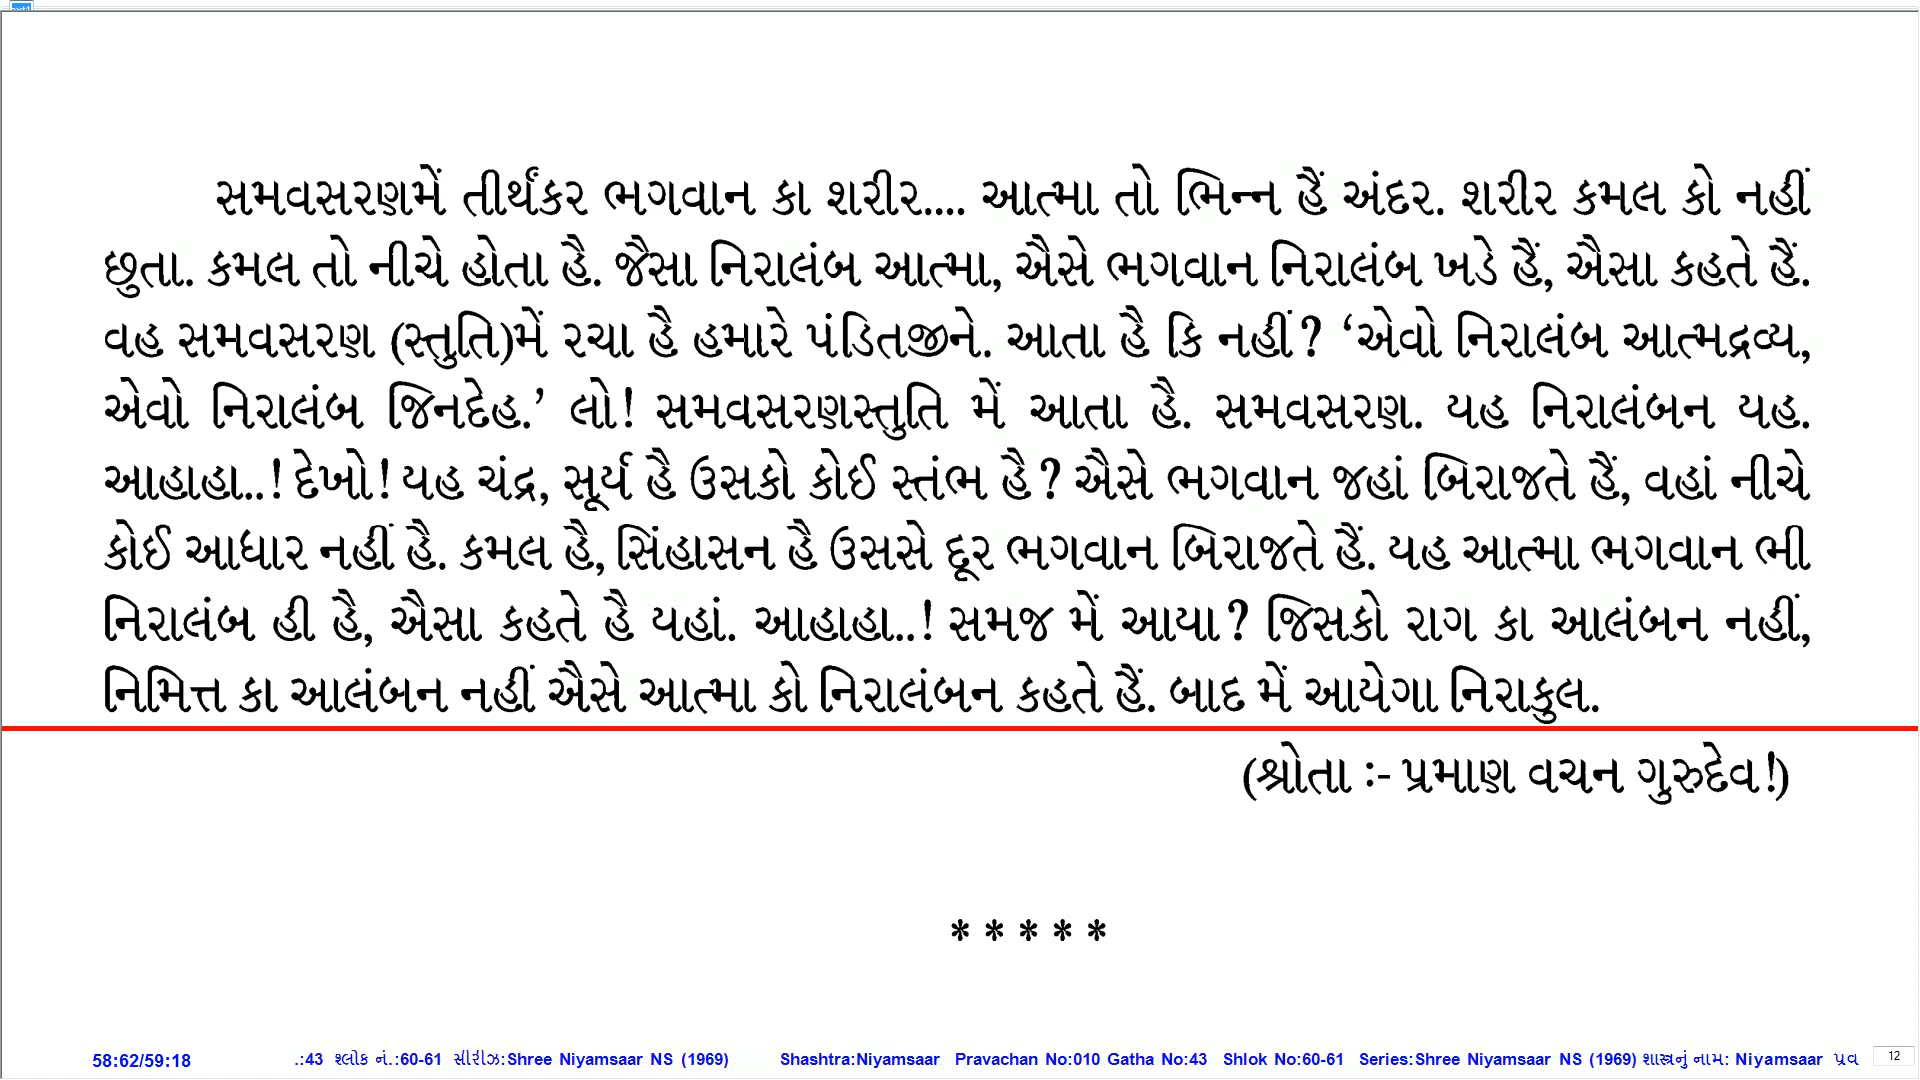 સમવસરણમેં તીર્થંકર ભગવાન કા શરીર.... આત્મા તો ભિન્ન હૈં અંદર. શરીર કમલ કો નહીં
છુતા. કમલ તો નીચે હોતા હૈ. જૈસા નિરાલંબ આત્મા, ઐસે ભગવાન નિરાલંબ ખડે હૈં, ઐસા કહતે હૈં.
વહ સમવસરણ (સ્તુતિ)મેં રચા હૈ હમારે પંડિતજીને. આતા હૈ કિ નહીં? ‘એવો નિરાલંબ આત્મદ્રવ્ય,
એવો નિરાલંબ જિનદેહ.’ લો! સમવસરણસ્તુતિ મેં આતા હૈ. સમવસરણ. યહ નિરાલંબન યહ.
આહાહા..! દેખો! યહ ચંદ્ર, સૂર્ય હૈ ઉસકો કોઈ સ્તંભ હૈ? ઐસે ભગવાન જહાં બિરાજતે હૈં, વહાં નીચે
કોઈ આધાર નહીં હૈ. કમલ હૈ, સિંહાસન હૈ ઉસસે દૂર ભગવાન બિરાજતે હૈં. યહ આત્મા ભગવાન ભી
નિરાલંબ હી હૈ, ઐસા કહતે હૈ યહાં. આહાહા..! સમજ મેં આયા? જિસકો રાગ કા આલંબન નહીં,
નિમિત્ત કા આલંબન નહીં ઐસે આત્મા કો નિરાલંબન કહતે હૈં. બાદ મેં આયેગા નિરાકુલ.
(શ્રોતા :- પ્રમાણ વચન ગુરુદેવ!)
* * * * *
58:62/59:18 .:43 શ્લોક નં.:60-61 સીરીઝ:Shree Niyamsaar NS (1969) Shashtra:Niyamsaar Pravachan No:010 Gatha No:43 Shlok No:60-61 Series:Shree Niyamsaar NS (1969) શાસ્ત્રનું નામ: Niyamsaar પ્રવ 12